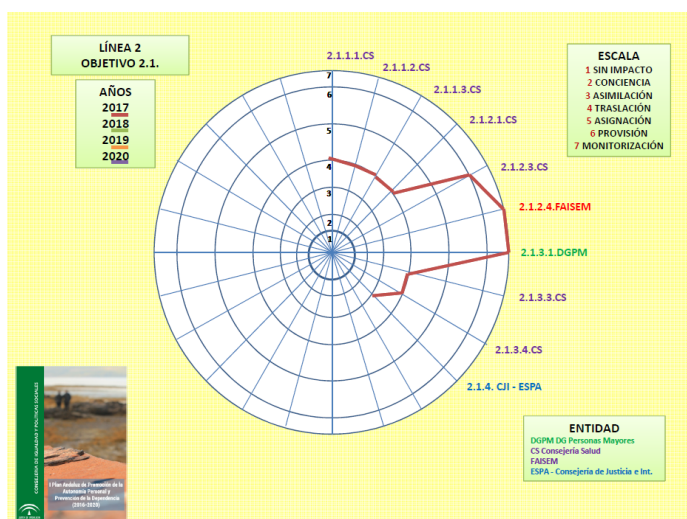 LÍNEA 2
OBJETIVO 2.1.
AÑOS
2017
2018
2019
2020
2.1.1.1.CS
2.1.1.2.CS
2.1.1.3.CS
2.1.2.1.CS
2.1.2.3.CS
2.1.2.4.FAISEM
2.1.3.1.DGPM
2.1.3.3.CS
2.1.3.4.CS
2.1.4. CJI - ESPA
7
6
5
4
3
2
1
ESCALA
1 SIN IMPACTO
2 CONCIENCIA
3 ASIMILACIÓN
4 TRASLACIÓN
5 ASIGNACIÓN
6 PROVISIÓN
7 MONITORIZACIÓN
CONSEJERÍA DE IGUALDAD Y POLÍTICAS SOCIALES
I Plan Andaluz de Promoción de la
Autonomía Personal y
Prevención de la Dependencia
(2016-2020)
ENTIDAD
DGPM DG Personas Mayores
CS Consejería Salud
FAISEM
ESPA - Consejería de Justicia e Int.